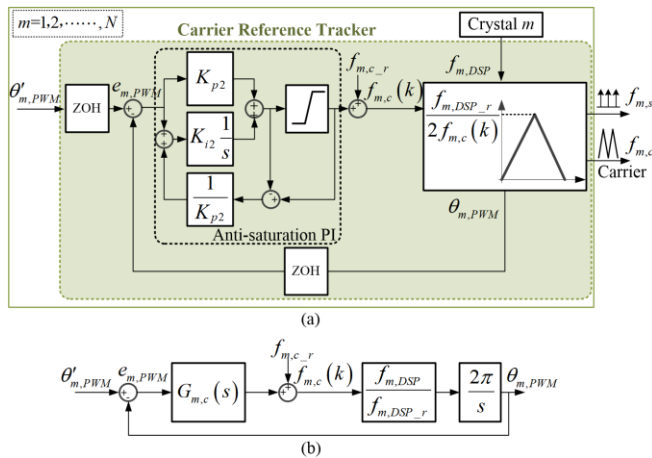 m=1,2,······,N
Carrier Reference Tracker
Crystal m
θ'm,PWM
ZOH
em,PWM
Kp2
Ki2 1/s
1/Kp2
Anti-saturation PI
fm,c_r
fm,c(k)
fm,DSP
fm,DSP_r / 2fm,c(k)
fm,s
fm,c
Carrier
θm,PWM
ZOH
(a)
θ'm,PWM
em,PWM
Gm,c(s)
fm,c_r
fm,c(k)
fm,DSP / fm,DSP_r
2π/s
θm,PWM
(b)